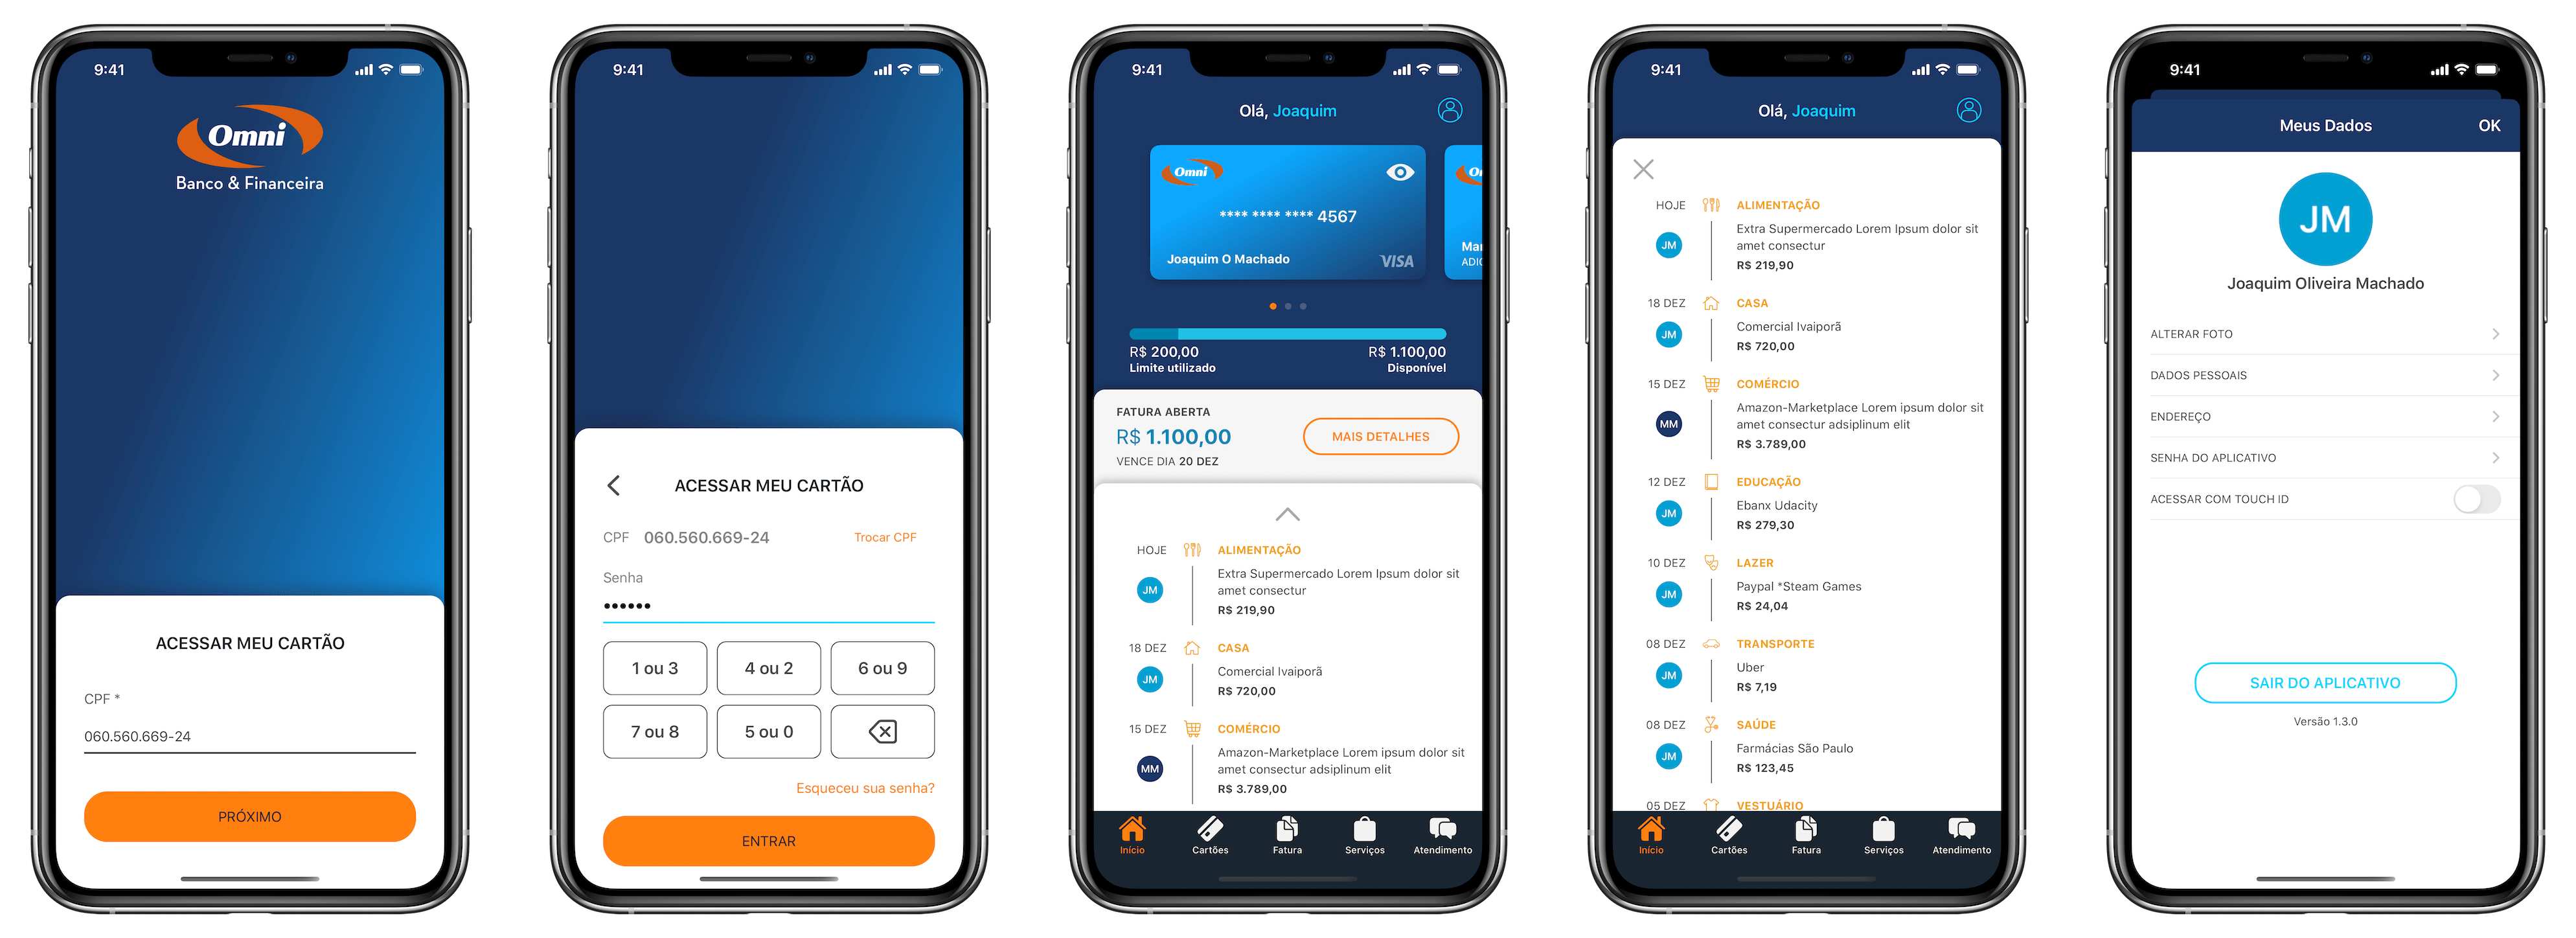 9:41
Omni
Banco & Financeira
ACESSAR MEU CARTÃO
CPF *
060.560.669-24
PRÓXIMO
9:41
ACESSAR MEU CARTÃO
CPF 060.560.669-24 Trocar CPF
Senha
••••••
1 ou 3 4 ou 2 6 ou 9
7 ou 8 5 ou 0
Esqueceu sua senha?
ENTRAR
9:41
Olá, Joaquim
Omni
**** **** **** 4567
Joaquim O Machado VISA
R$ 200,00 R$ 1.100,00
Limite utilizado Disponível
FATURA ABERTA
R$ 1.100,00 MAIS DETALHES
VENCE DIA 20 DEZ
HOJE ALIMENTAÇÃO
JM Extra Supermercado Lorem Ipsum dolor sit
amet consectur
R$ 219,90
18 DEZ CASA
JM Comercial Ivaiporã
R$ 720,00
15 DEZ COMÉRCIO
MM Amazon-Marketplace Lorem ipsum dolor sit
amet consectur adsiplinum elit
R$ 3.789,00
Início Cartões Fatura Serviços Atendimento
9:41
Olá, Joaquim
HOJE ALIMENTAÇÃO
JM Extra Supermercado Lorem Ipsum dolor sit
amet consectur
R$ 219,90
18 DEZ CASA
JM Comercial Ivaiporã
R$ 720,00
15 DEZ COMÉRCIO
MM Amazon-Marketplace Lorem ipsum dolor sit
amet consectur adsiplinum elit
R$ 3.789,00
12 DEZ EDUCAÇÃO
JM Ebanx Udacity
R$ 279,30
10 DEZ LAZER
JM Paypal *Steam Games
R$ 24,04
08 DEZ TRANSPORTE
JM Uber
R$ 7,19
08 DEZ SAÚDE
JM Farmácias São Paulo
R$ 123,45
05 DEZ VESTUÁRIO
Início Cartões Fatura Serviços Atendimento
9:41
Meus Dados OK
JM
Joaquim Oliveira Machado
ALTERAR FOTO
DADOS PESSOAIS
ENDEREÇO
SENHA DO APLICATIVO
ACESSAR COM TOUCH ID
SAIR DO APLICATIVO
Versão 1.3.0